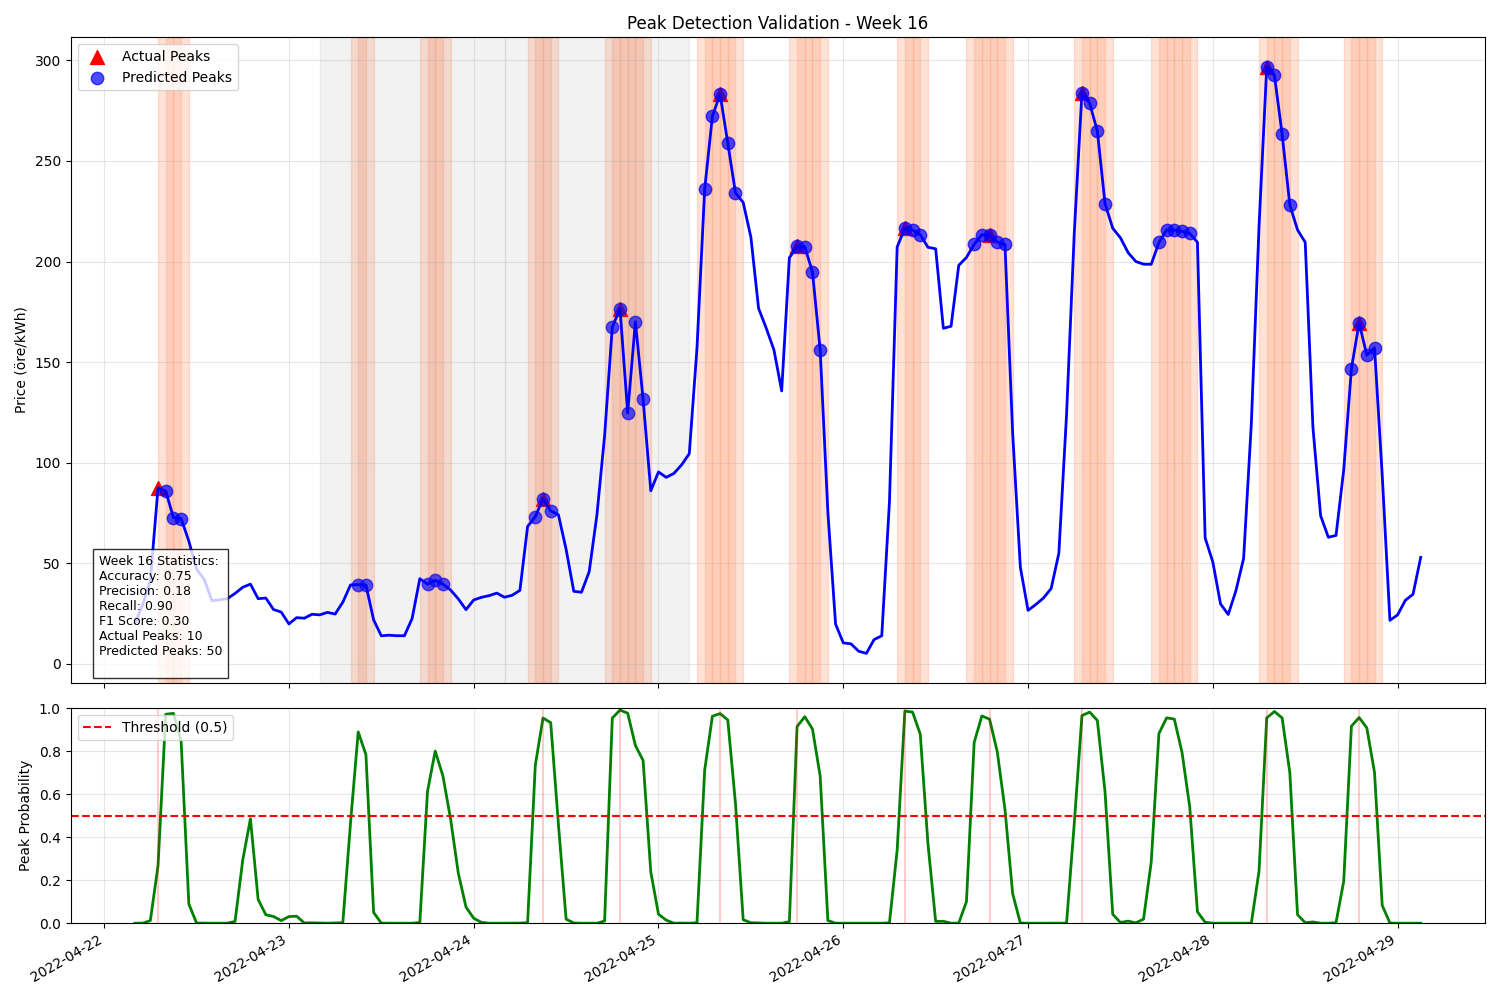 Peak Detection Validation - Week 16
Actual Peaks
Predicted Peaks
Price (öre/kWh)
300
250
200
150
100
50
0
Week 16 Statistics:
Accuracy: 0.75
Precision: 0.18
Recall: 0.90
F1 Score: 0.30
Actual Peaks: 10
Predicted Peaks: 50
Threshold (0.5)
Peak Probability
1.0
0.8
0.6
0.4
0.2
0.0
2022-04-22
2022-04-23
2022-04-24
2022-04-25
2022-04-26
2022-04-27
2022-04-28
2022-04-29